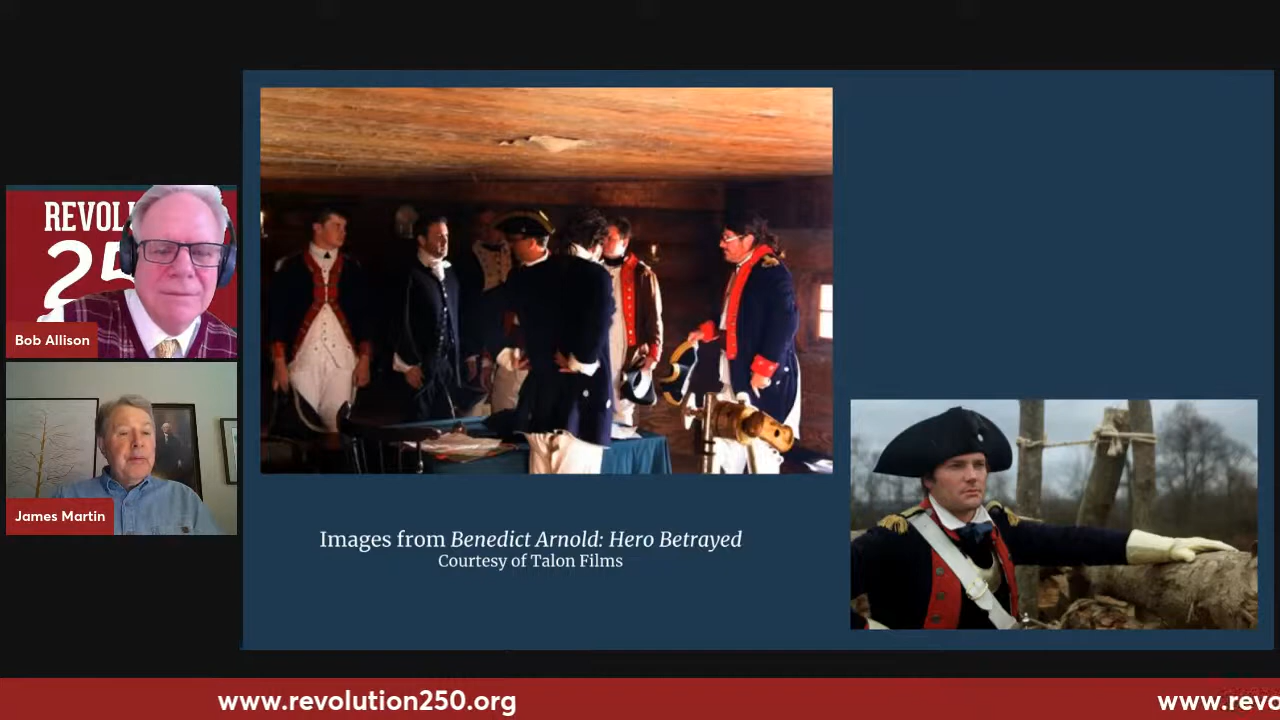 REVOL
25
Bob Allison
James Martin
Images from Benedict Arnold: Hero Betrayed
Courtesy of Talon Films
www.revolution250.org
www.revo